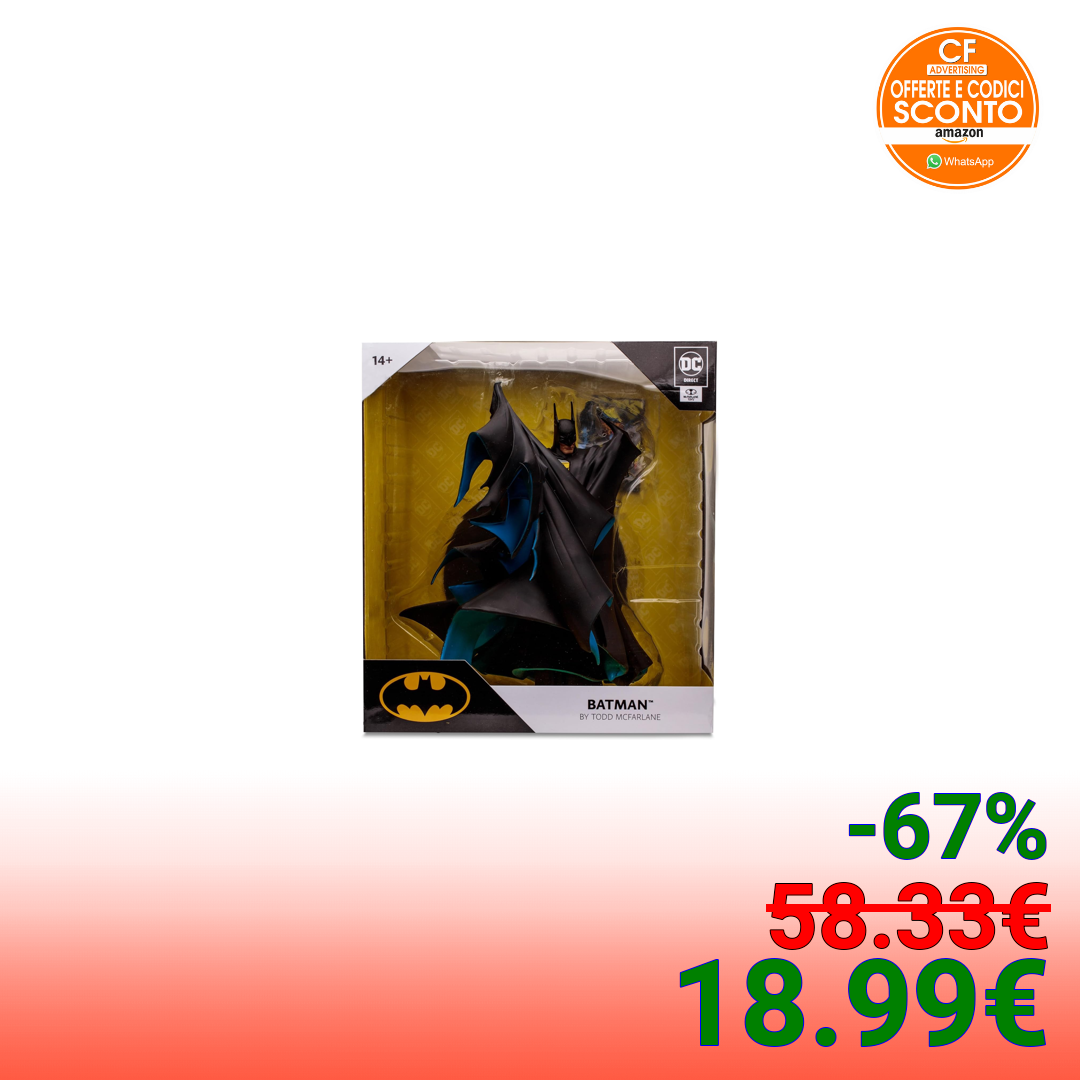 CF
ADVERTISING
OFFERTE E CODICI
SCONTO
amazon
WhatsApp
14+
DC
DIRECT
BATMAN™
BY TODD MCFARLANE
-67%
58.33€
18.99€